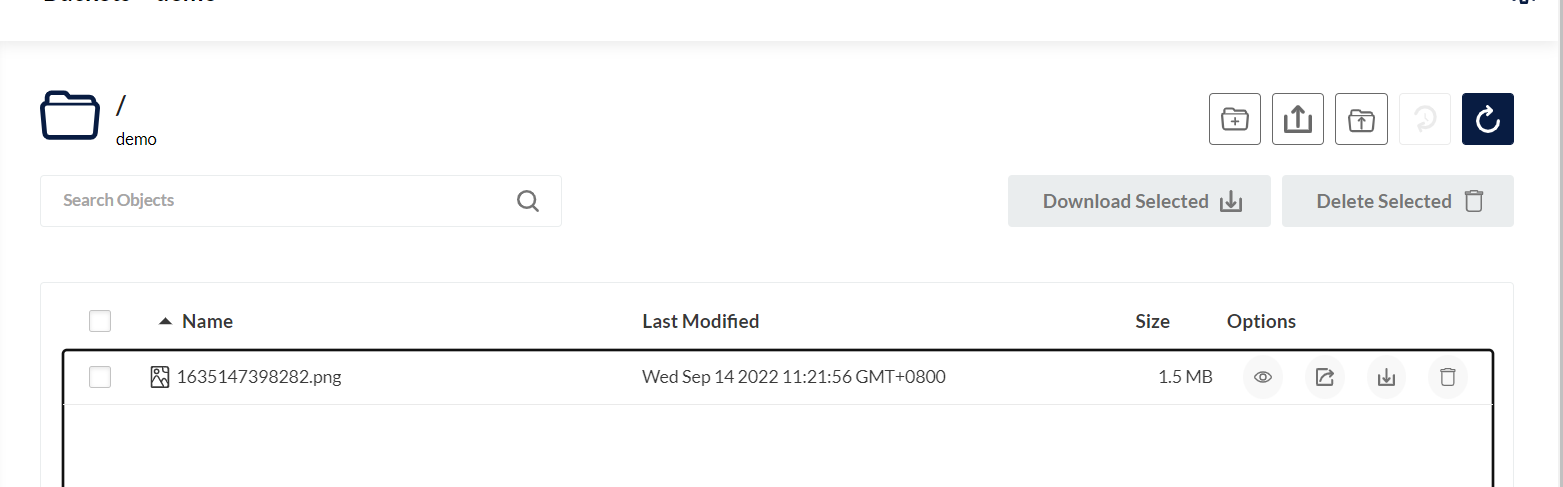 /
demo
Search Objects
Download Selected
Delete Selected
Name Last Modified Size Options
1635147398282.png Wed Sep 14 2022 11:21:56 GMT+0800 1.5 MB